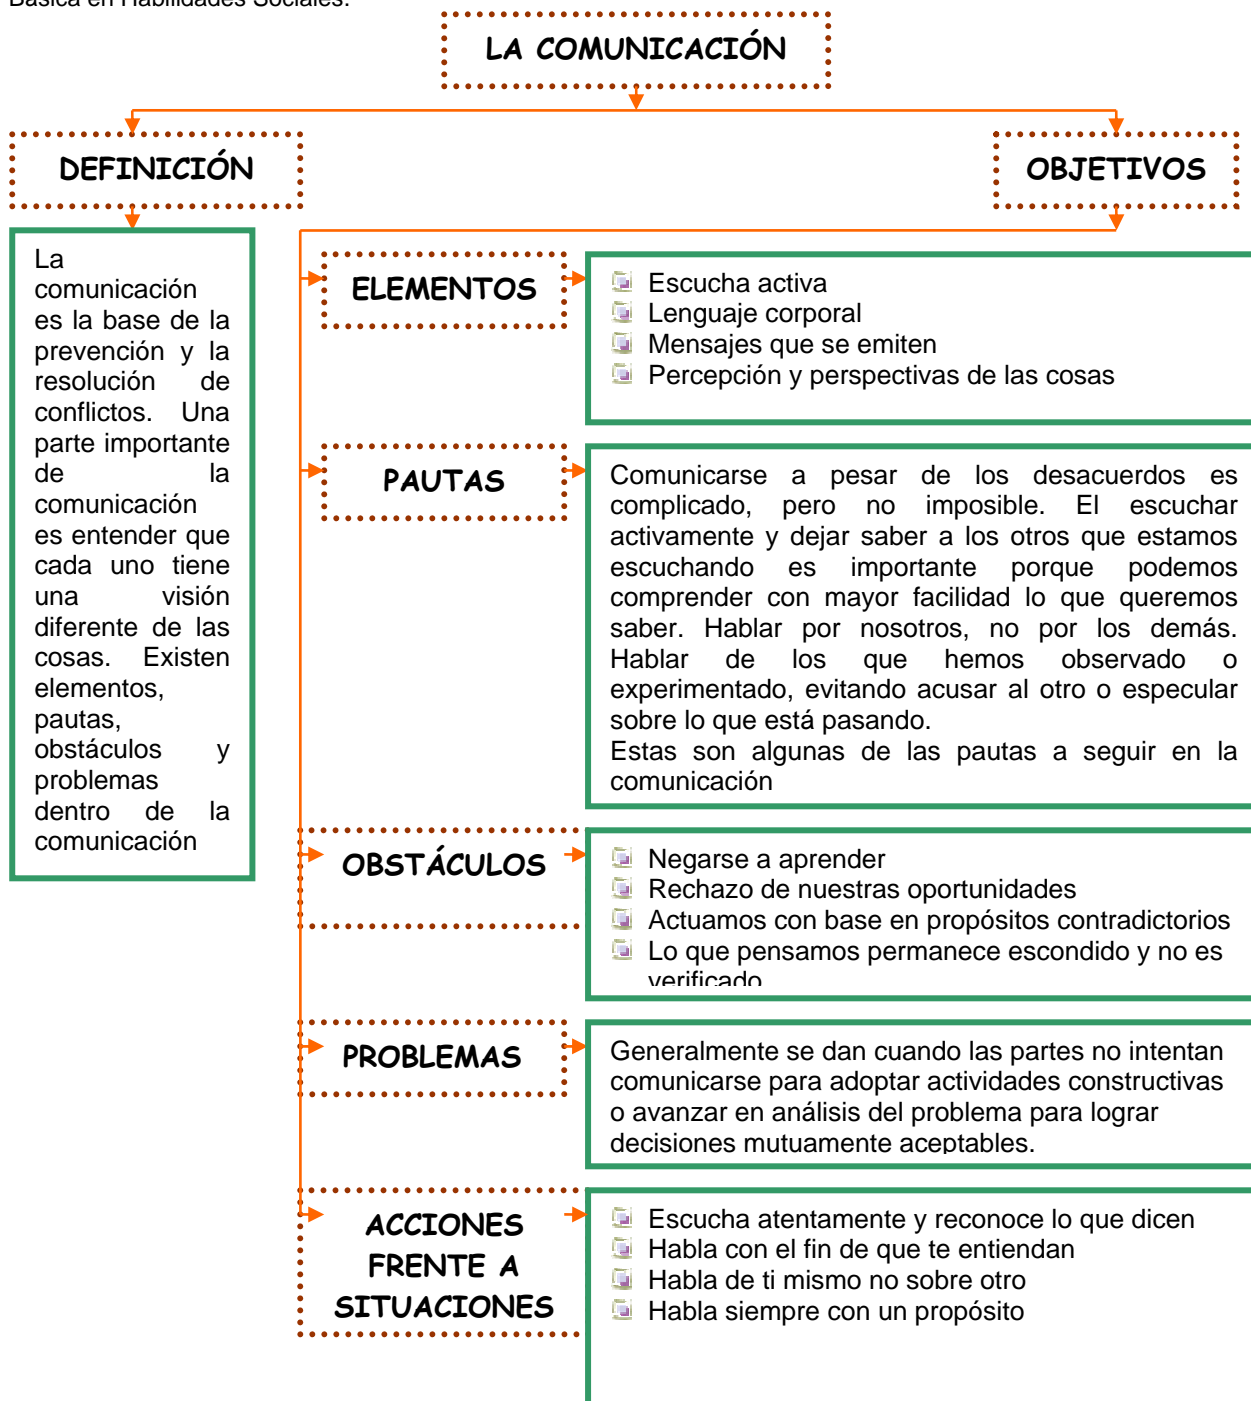 Básica en Habilidades Sociales.
LA COMUNICACIÓN
DEFINICIÓN
OBJETIVOS
La
comunicación
es la base de la
prevención y la
resolución de
conflictos. Una
parte importante
de la
comunicación
es entender que
cada uno tiene
una visión
diferente de las
cosas. Existen
elementos,
pautas,
obstáculos y
problemas
dentro de la
comunicación
ELEMENTOS
Escucha activa
Lenguaje corporal
Mensajes que se emiten
Percepción y perspectivas de las cosas
PAUTAS
Comunicarse a pesar de los desacuerdos es
complicado, pero no imposible. El escuchar
activamente y dejar saber a los otros que estamos
escuchando es importante porque podemos
comprender con mayor facilidad lo que queremos
saber. Hablar por nosotros, no por los demás.
Hablar de los que hemos observado o
experimentado, evitando acusar al otro o especular
sobre lo que está pasando.
Estas son algunas de las pautas a seguir en la
comunicación
OBSTÁCULOS
Negarse a aprender
Rechazo de nuestras oportunidades
Actuamos con base en propósitos contradictorios
Lo que pensamos permanece escondido y no es
verificado
PROBLEMAS
Generalmente se dan cuando las partes no intentan
comunicarse para adoptar actividades constructivas
o avanzar en análisis del problema para lograr
decisiones mutuamente aceptables.
ACCIONES
FRENTE A
SITUACIONES
Escucha atentamente y reconoce lo que dicen
Habla con el fin de que te entiendan
Habla de ti mismo no sobre otro
Habla siempre con un propósito